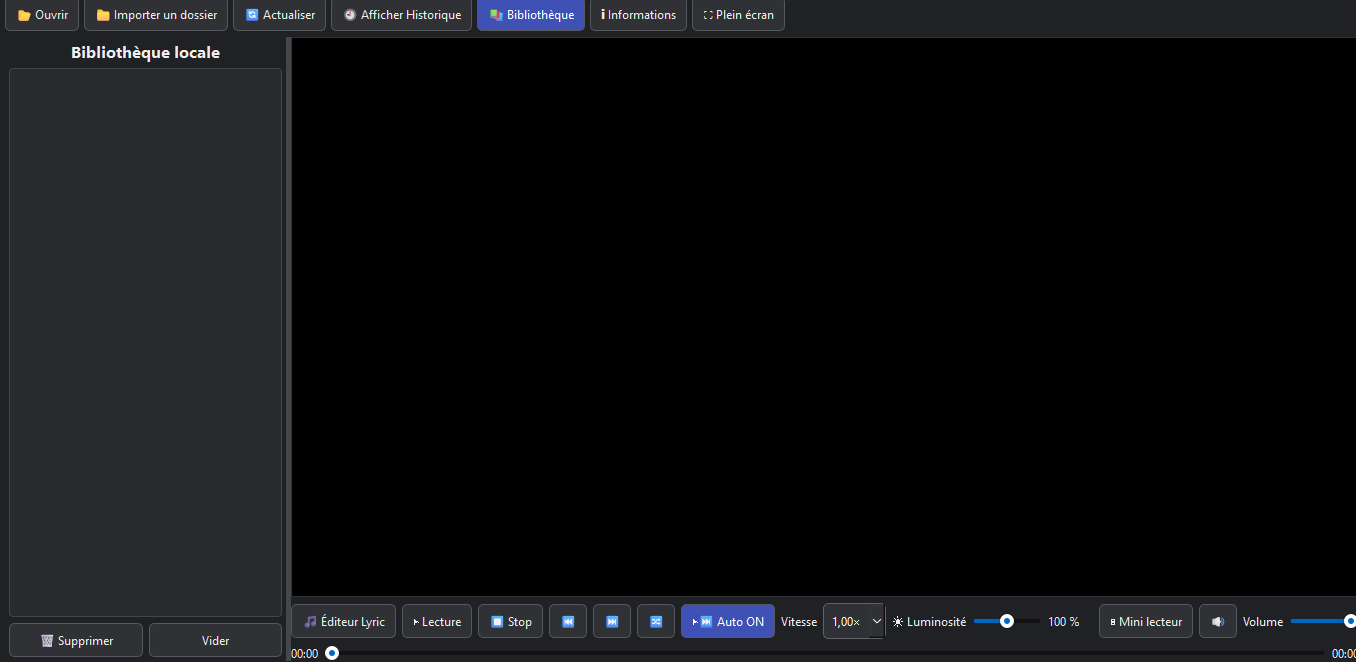 Ouvrir Importer un dossier Actualiser Afficher Historique Bibliothèque Informations Plein écran
Bibliothèque locale
Éditeur Lyric Lecture Stop Auto ON Vitesse 1,00× Luminosité 100 % Mini lecteur Volume
Supprimer Vider
00:00 00:00